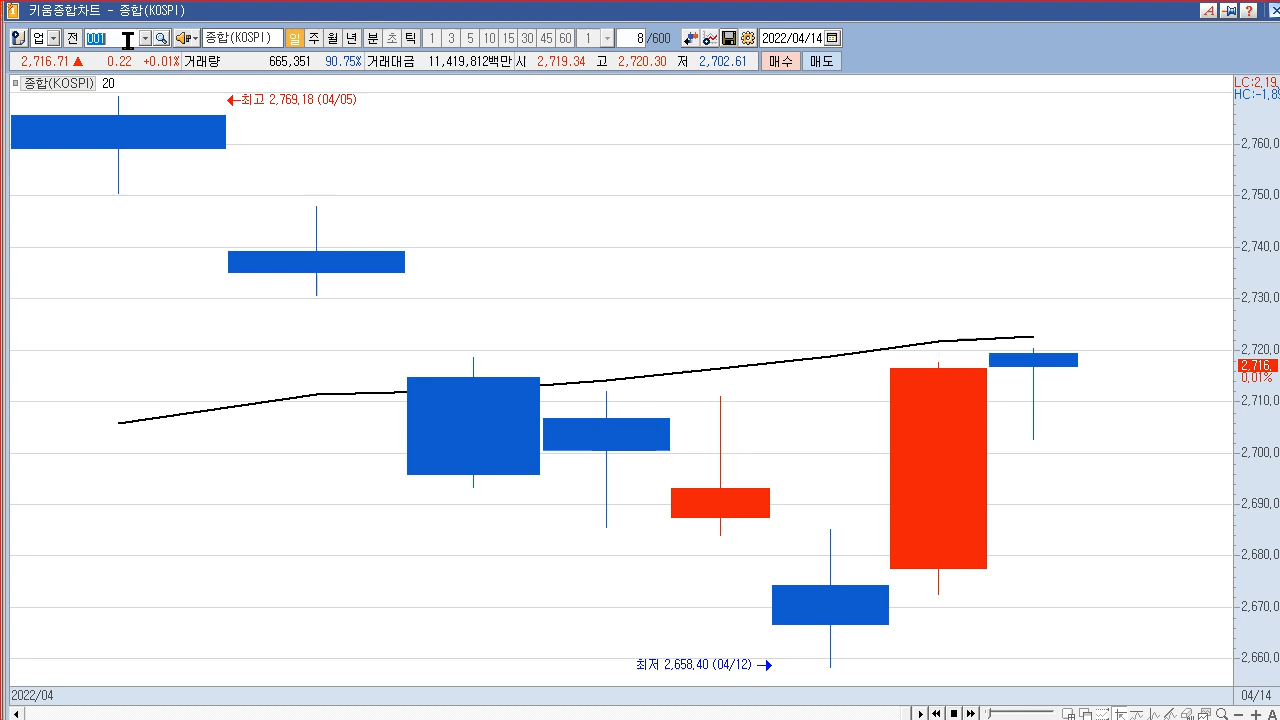 키움종합차트 - 종합(KOSPI)
업 전 001 종합(KOSPI) 일 주 월 년 분 초 틱 1 3 5 10 15 30 45 60 1 8 /600 2022/04/14
2,716.71 ▲ 0.22 +0.01% 거래량 665,351 90.75% 거래대금 11,419,812백만 시 2,719.34 고 2,720.30 저 2,702.61 매수 매도
종합(KOSPI) 20
LC:2,19
HC:-1,89
←최고 2,769,18 (04/05)
2,760.0
2,750.0
2,740.0
2,730.0
2,720.0
2,716.
0,01%
2,710.0
2,700.0
2,690.0
2,680.0
2,670.0
2,660.0
최저 2,658,40 (04/12) →
2022/04
04/14